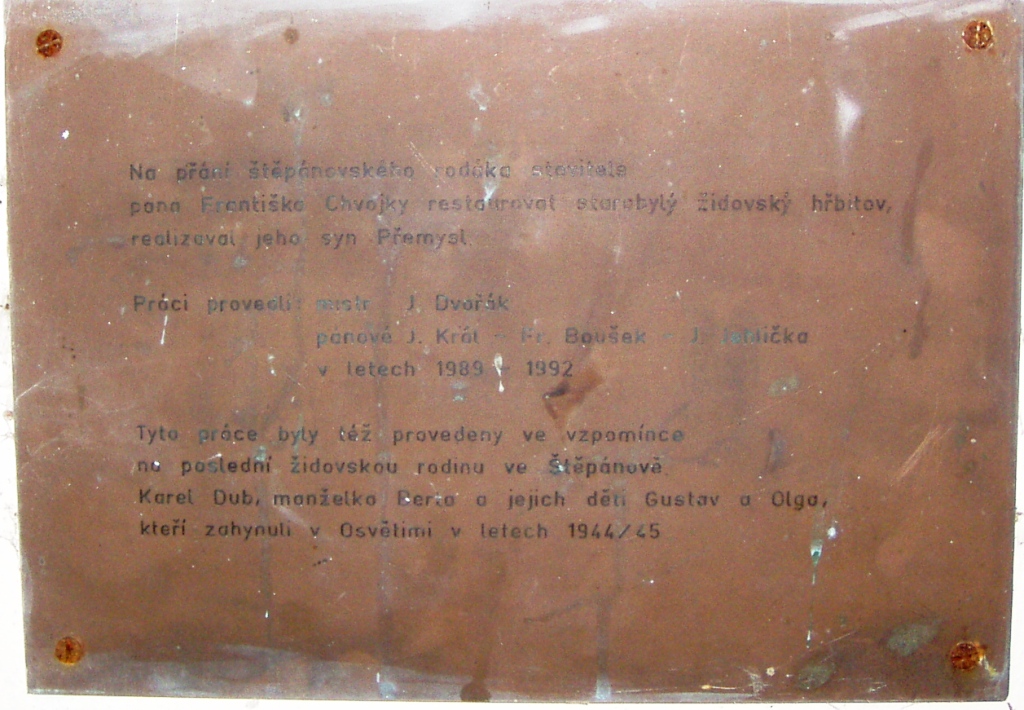 Na přání štěpánovského rodáka stavitele
pana Františka Chvojky restauroval starobylý židovský hřbitov,
realizoval jeho syn Přemysl.
Práci provedli: mistr J. Dvořák
pánové J. Král - Fr. Boušek - J. Jehlička
v letech 1989 - 1992
Tyto práce byly též provedeny ve vzpomínce
na poslední židovskou rodinu ve Štěpánově.
Karel Dub, manželka Berta a jejich děti Gustav a Olga,
kteří zahynuli v Osvětimi v letech 1944/45